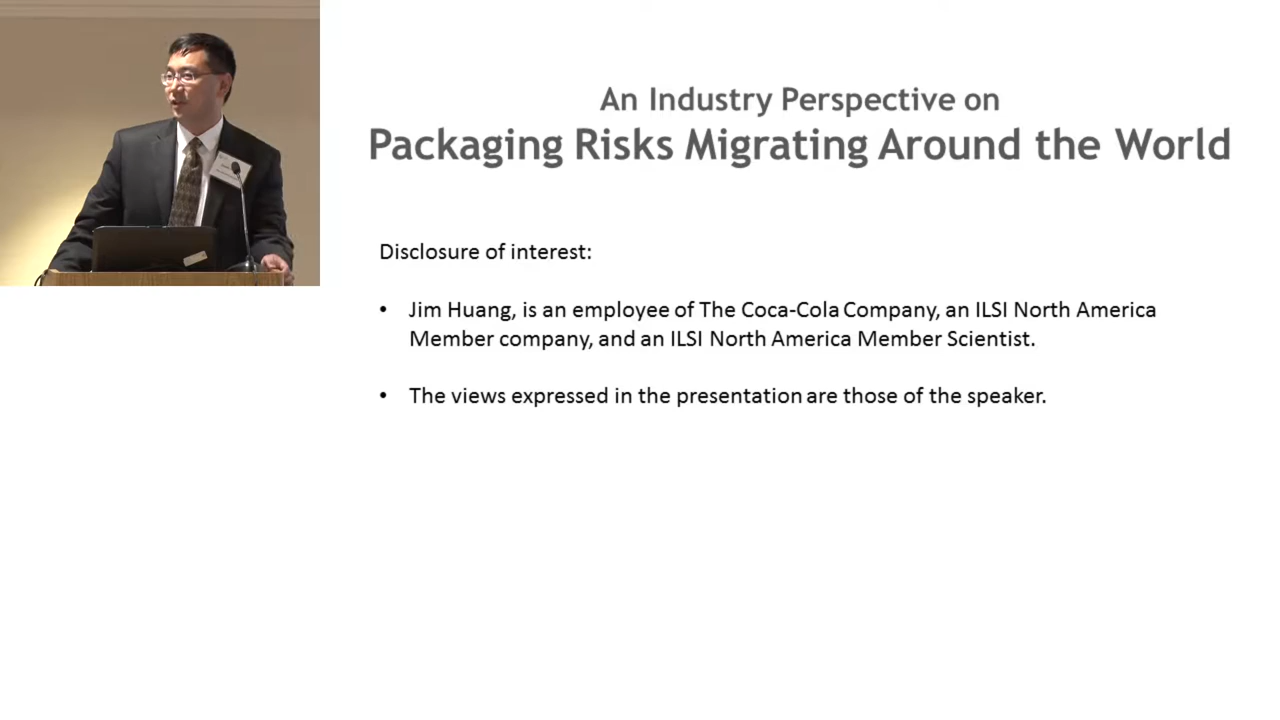 An Industry Perspective on
Packaging Risks Migrating Around the World
Disclosure of interest:
• Jim Huang, is an employee of The Coca-Cola Company, an ILSI North America
Member company, and an ILSI North America Member Scientist.
• The views expressed in the presentation are those of the speaker.